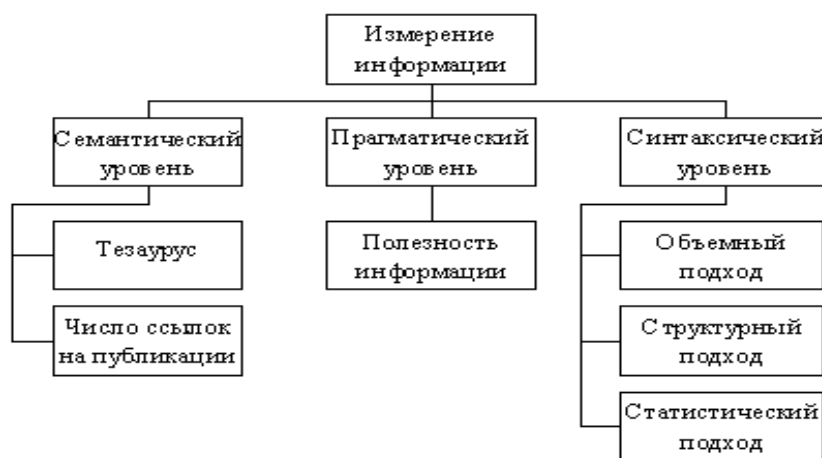 Измерение
информации
Семантический
уровень
Прагматический
уровень
Синтаксический
уровень
Тезаурус
Полезность
информации
Объемный
подход
Число ссылок
на публикации
Структурный
подход
Статистический
подход